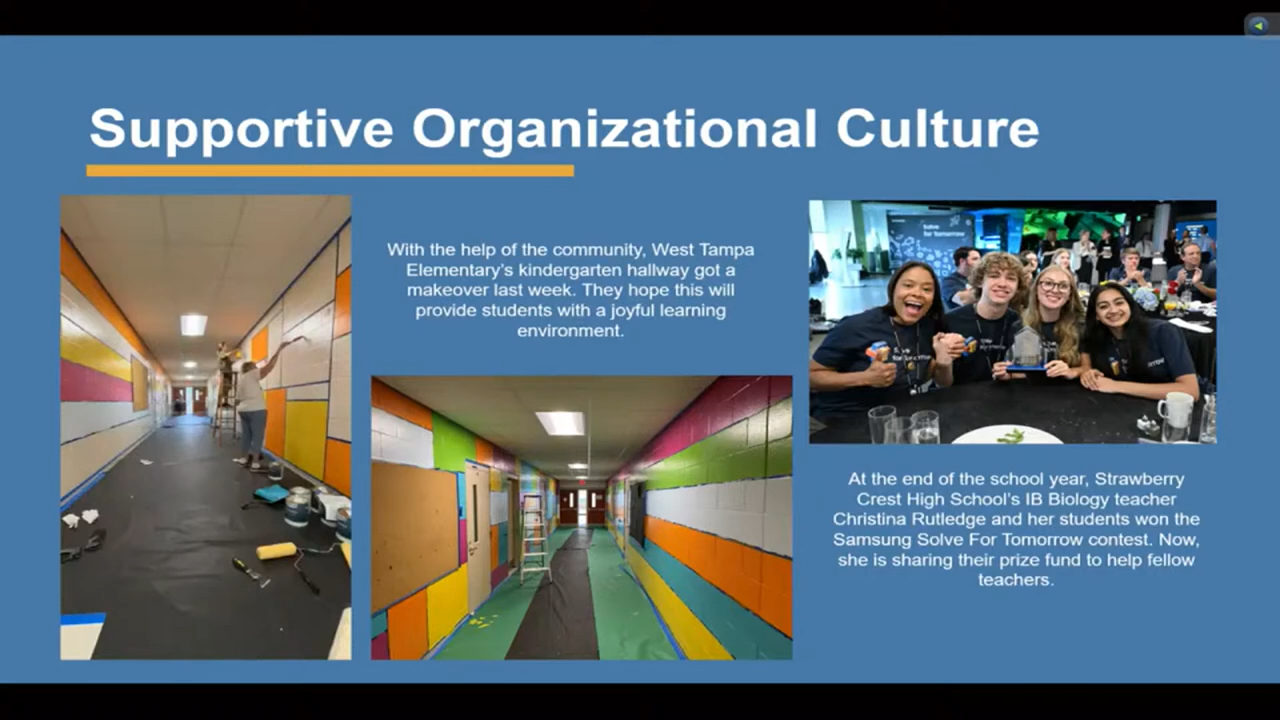 Supportive Organizational Culture
With the help of the community, West Tampa
Elementary's kindergarten hallway got a
makeover last week. They hope this will
provide students with a joyful learning
environment.
Solve
for Tomorrow
At the end of the school year, Strawberry
Crest High School's IB Biology teacher
Christina Rutledge and her students won the
Samsung Solve For Tomorrow contest. Now,
she is sharing their prize fund to help fellow
teachers.